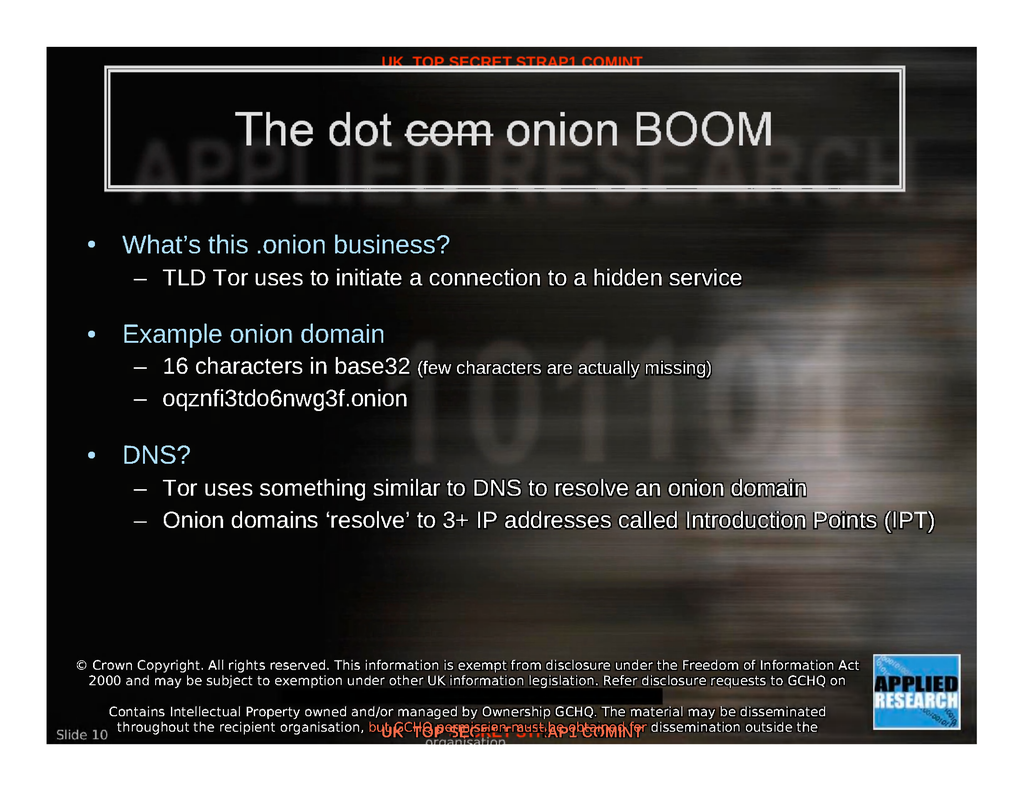 UK TOP SECRET STRAP1 COMINT
The dot com onion BOOM
APPLIED RESEARCH
• What’s this .onion business?
– TLD Tor uses to initiate a connection to a hidden service
• Example onion domain
– 16 characters in base32 (few characters are actually missing)
– oqznfi3tdo6nwg3f.onion
101101
• DNS?
– Tor uses something similar to DNS to resolve an onion domain
– Onion domains ‘resolve’ to 3+ IP addresses called Introduction Points (IPT)
© Crown Copyright. All rights reserved. This information is exempt from disclosure under the Freedom of Information Act
2000 and may be subject to exemption under other UK information legislation. Refer disclosure requests to GCHQ on
Contains Intellectual Property owned and/or managed by Ownership GCHQ. The material may be disseminated
throughout the recipient organisation, but GCHQ permission must be obtained for dissemination outside the
organisation.
UK TOP SECRET STRAP1 COMINT
Slide 10
APPLIED
RESEARCH